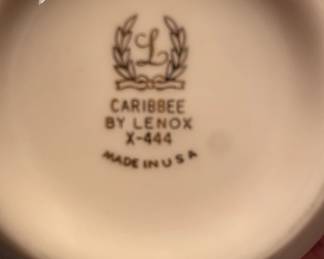 L
CARIBBEE
BY LENOX
X-444
MADE IN USA